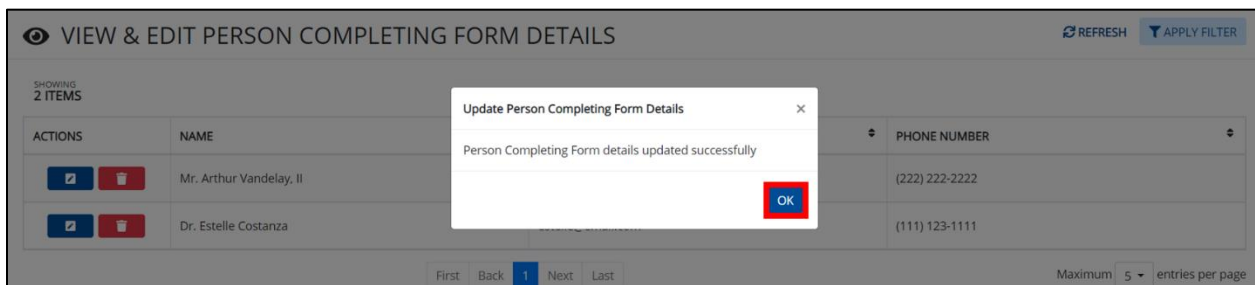 VIEW & EDIT PERSON COMPLETING FORM DETAILS
REFRESH APPLY FILTER
SHOWING
2 ITEMS
Update Person Completing Form Details ×
ACTIONS NAME PHONE NUMBER
Person Completing Form details updated successfully
Mr. Arthur Vandelay, II (222) 222-2222
OK
Dr. Estelle Costanza (111) 123-1111
First Back 1 Next Last Maximum 5 entries per page